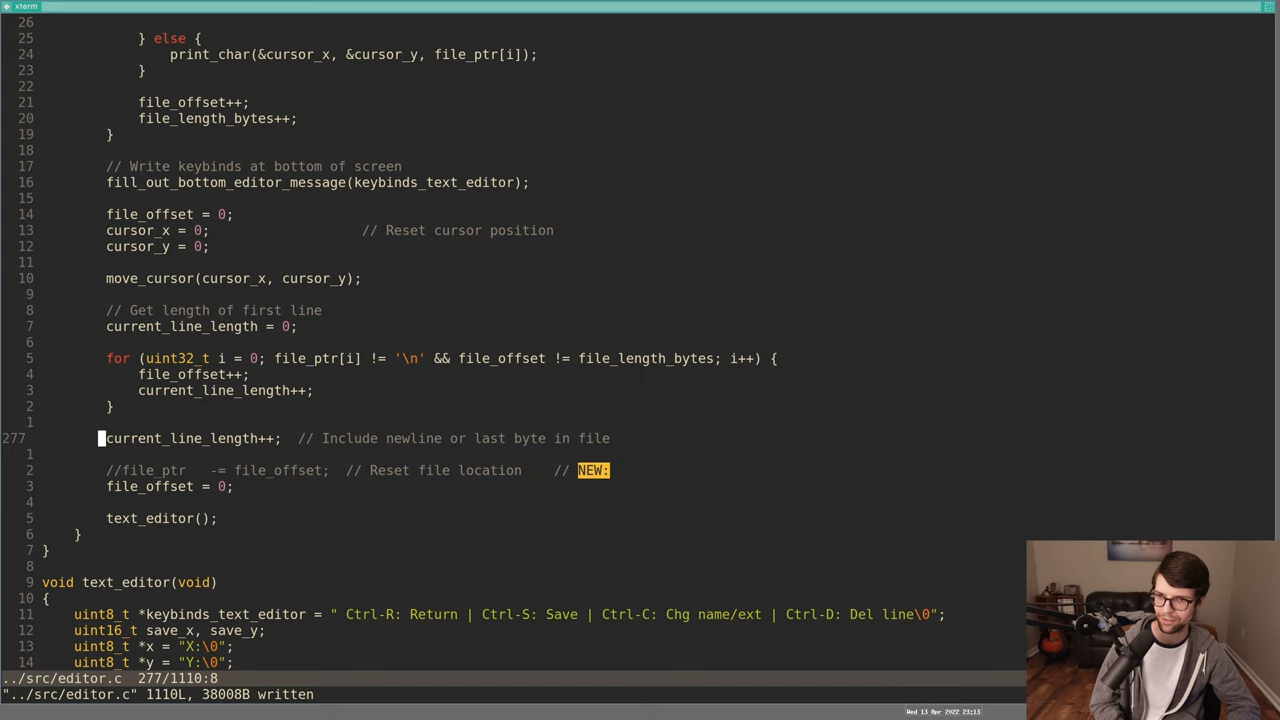 xterm
26
25 } else {
24 print_char(&cursor_x, &cursor_y, file_ptr[i]);
23 }
22
21 file_offset++;
20 file_length_bytes++;
19 }
18
17 // Write keybinds at bottom of screen
16 fill_out_bottom_editor_message(keybinds_text_editor);
15
14 file_offset = 0;
13 cursor_x = 0; // Reset cursor position
12 cursor_y = 0;
11
10 move_cursor(cursor_x, cursor_y);
9
8 // Get length of first line
7 current_line_length = 0;
6
5 for (uint32_t i = 0; file_ptr[i] != '\n' && file_offset != file_length_bytes; i++) {
4 file_offset++;
3 current_line_length++;
2 }
1
277 current_line_length++; // Include newline or last byte in file
1
2 //file_ptr -= file_offset; // Reset file location // NEW:
3 file_offset = 0;
4
5 text_editor();
6 }
7 }
8
9 void text_editor(void)
10 {
11 uint8_t *keybinds_text_editor = " Ctrl-R: Return | Ctrl-S: Save | Ctrl-C: Chg name/ext | Ctrl-D: Del line\0";
12 uint16_t save_x, save_y;
13 uint8_t *x = "X:\0";
14 uint8_t *y = "Y:\0";
../src/editor.c 277/1110:8
"../src/editor.c" 1110L, 38008B written
Wed 13 Apr 2022 23:13